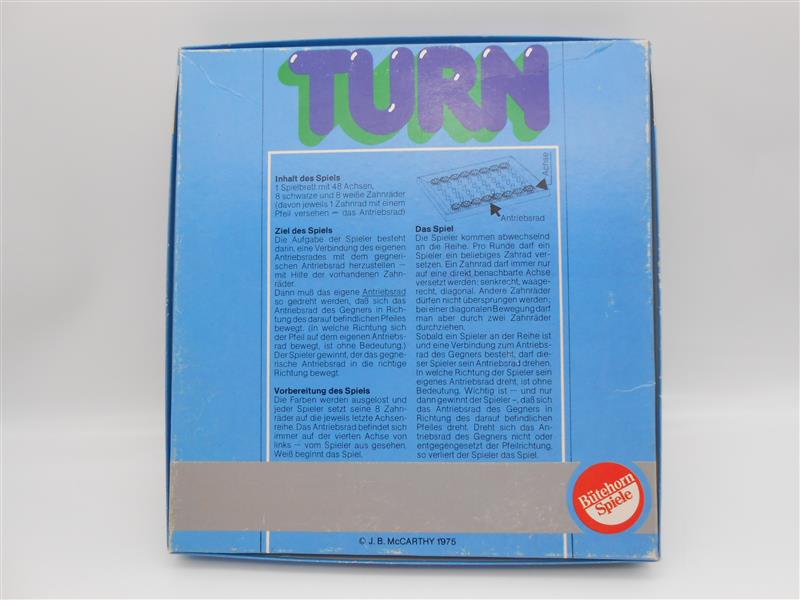 TURN
Inhalt des Spiels
1 Spielbrett mit 48 Achsen,
8 schwarze und 8 weiße Zahnräder
(davon jeweils 1 Zahnrad mit einem
Pfeil versehen — das Antriebsrad)
Achse
Antriebsrad
Ziel des Spiels
Die Aufgabe der Spieler besteht
darin, eine Verbindung des eigenen
Antriebsrades mit dem gegneri-
schen Antriebsrad herzustellen —
mit Hilfe der vorhandenen Zahn-
räder.
Dann muß das eigene Antriebsrad
so gedreht werden, daß sich das
Antriebsrad des Gegners in Rich-
tung des darauf befindlichen Pfeiles
bewegt. (In welche Richtung sich
der Pfeil auf dem eigenen Antriebs-
rad bewegt, ist ohne Bedeutung.)
Der Spieler gewinnt, der das gegne-
rische Antriebsrad in die richtige
Richtung bewegt.
Vorbereitung des Spiels
Die Farben werden ausgelost und
jeder Spieler setzt seine 8 Zahn-
räder auf die jeweils letzte Achsen-
reihe. Das Antriebsrad befindet sich
immer auf der vierten Achse von
links — vom Spieler aus gesehen.
Weiß beginnt das Spiel.
Das Spiel
Die Spieler kommen abwechselnd
an die Reihe. Pro Runde darf ein
Spieler ein beliebiges Zahrad ver-
setzen. Ein Zahnrad darf immer nur
auf eine direkt benachbarte Achse
versetzt werden; senkrecht, waage-
recht, diagonal. Andere Zahnräder
dürfen nicht übersprungen werden;
bei einer diagonalen Bewegung darf
man aber durch zwei Zahnräder
durchziehen.
Sobald ein Spieler an der Reihe ist
und eine Verbindung zum Antriebs-
rad des Gegners besteht, darf die-
ser Spieler sein Antriebsrad drehen.
In welche Richtung der Spieler sein
eigenes Antriebsrad dreht, ist ohne
Bedeutung. Wichtig ist — und nur
dann gewinnt der Spieler –, daß sich
das Antriebsrad des Gegners in
Richtung des darauf befindlichen
Pfeiles dreht. Dreht sich das An-
triebsrad des Gegners nicht oder
entgegengesetzt der Pfeilrichtung,
so verliert der Spieler das Spiel.
Bütehorn
Spiele
© J. B. McCARTHY 1975